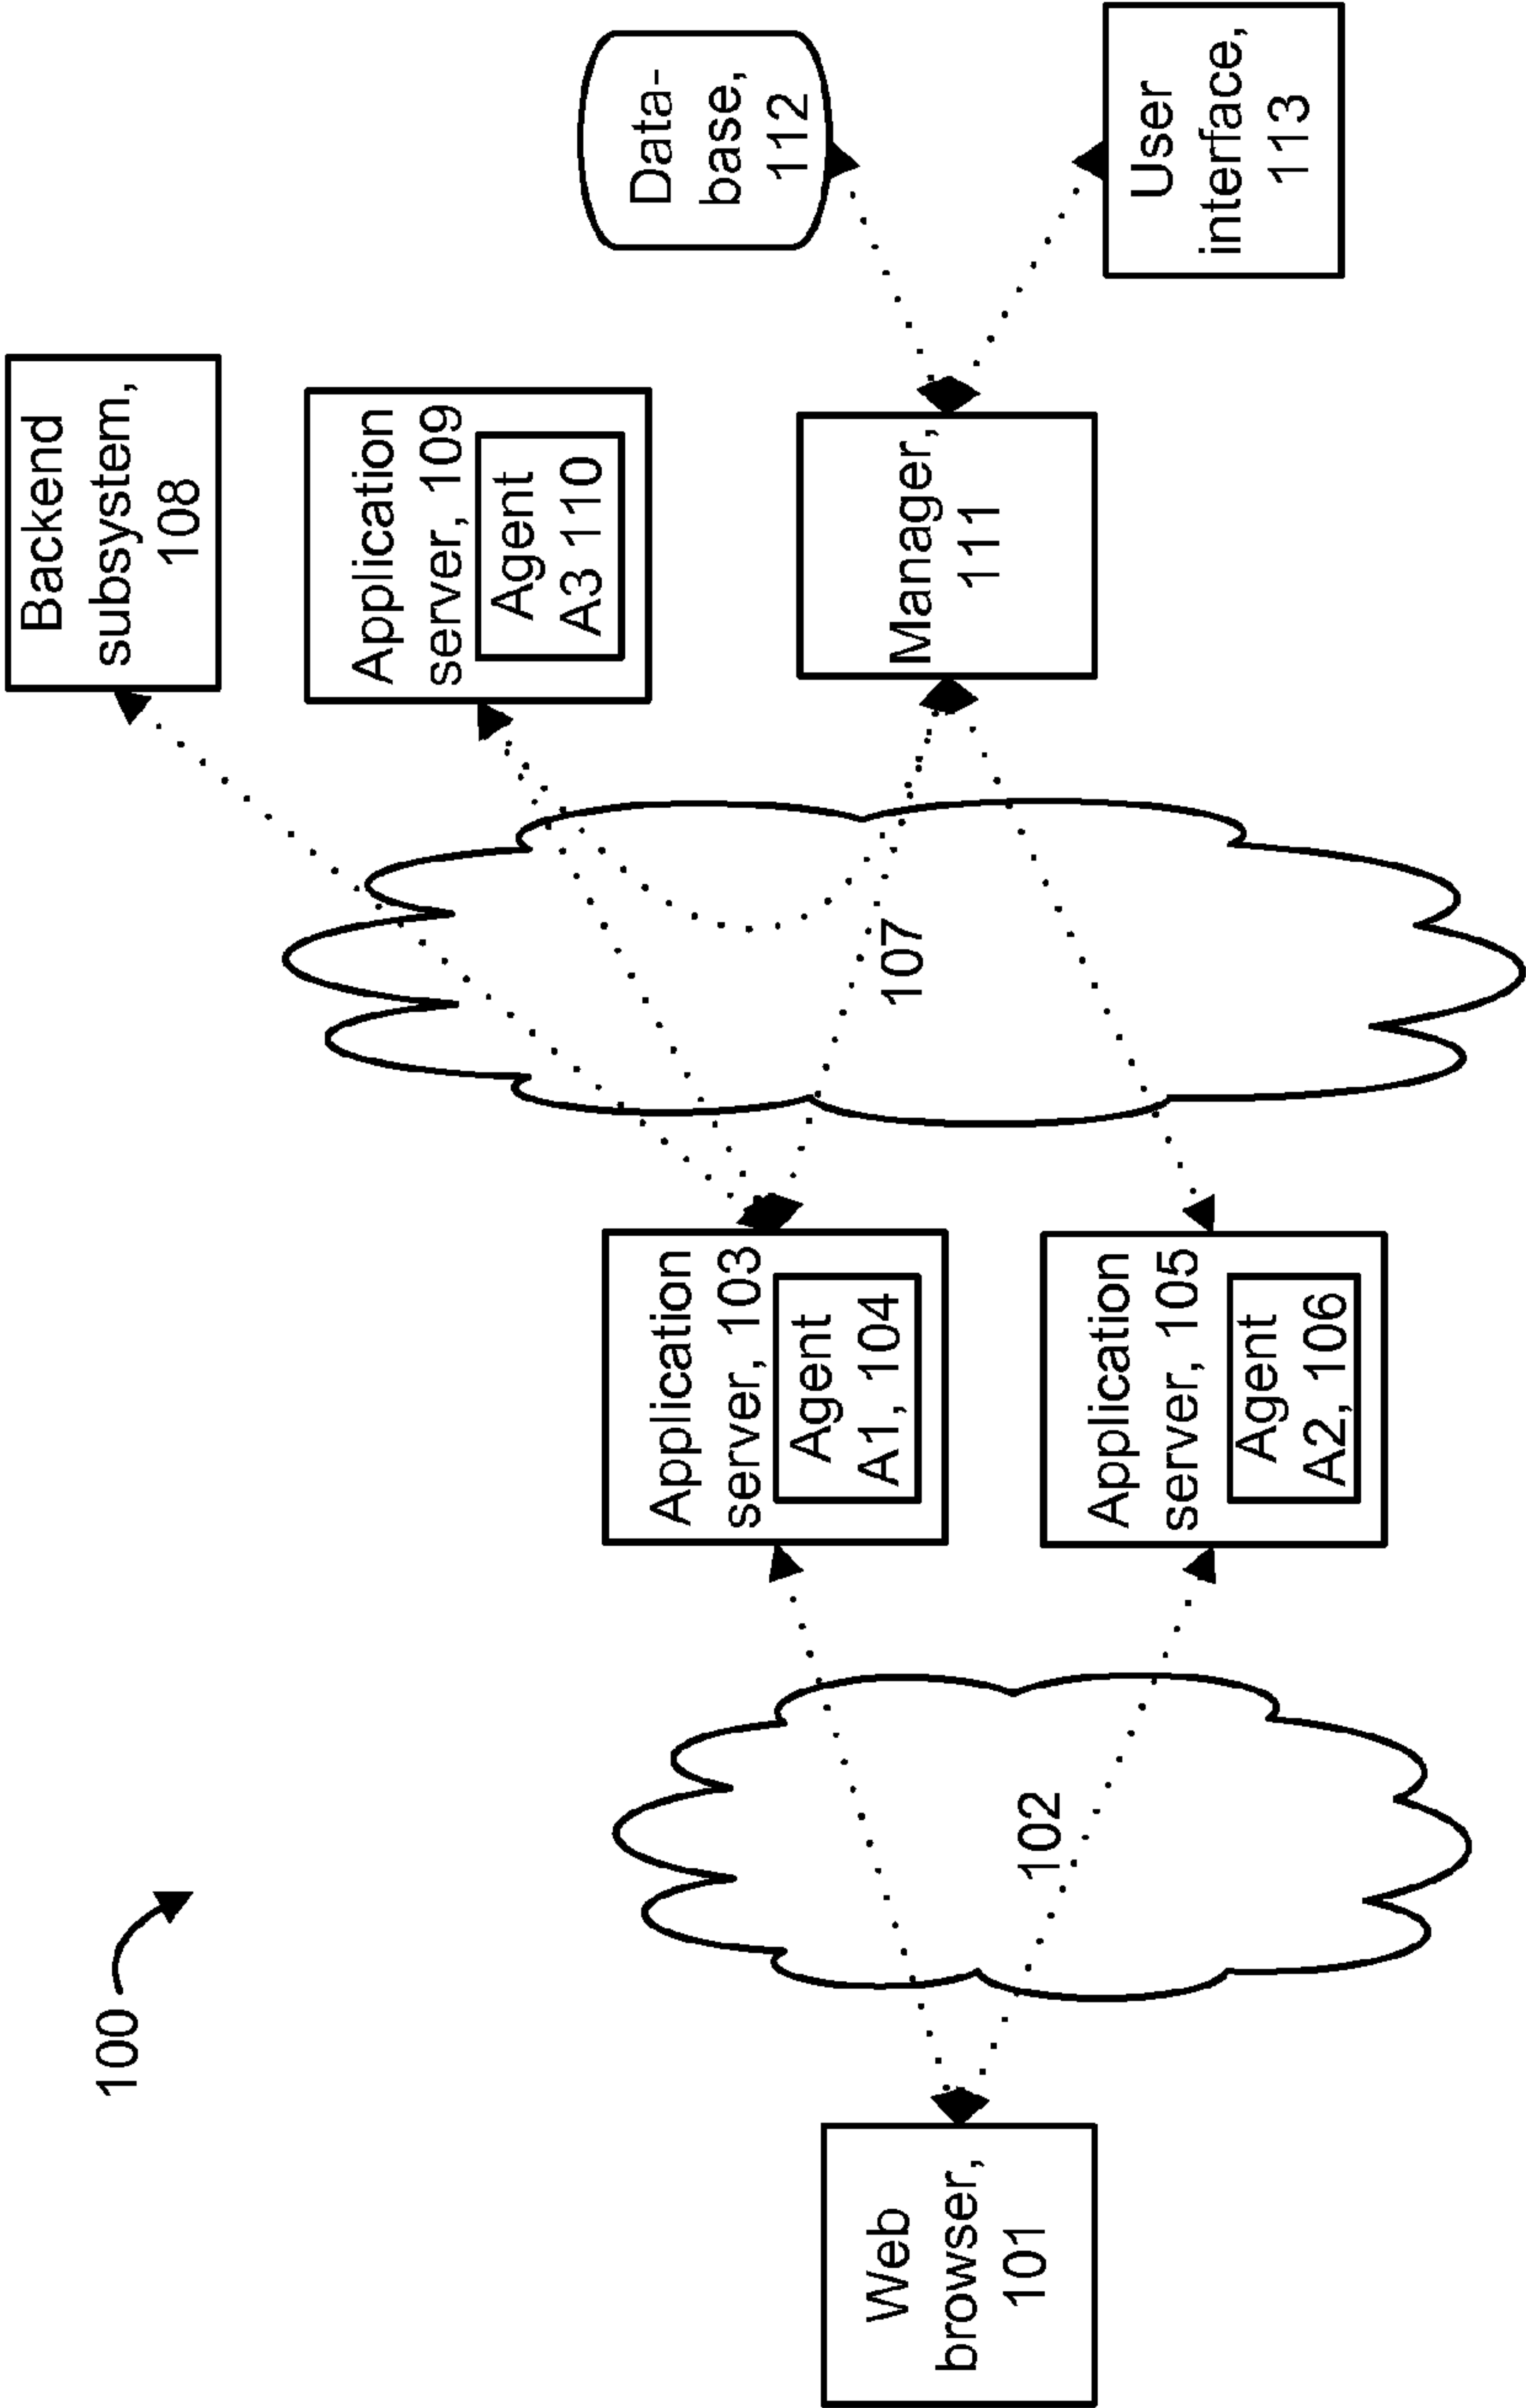 100
Web
browser,
101
102
Application
server, 103
Agent
A1, 104
Application
server, 105
Agent
A2, 106
107
Backend
subsystem,
108
Application
server, 109
Agent
A3 110
Manager,
111
Data-
base,
112
User
interface,
113